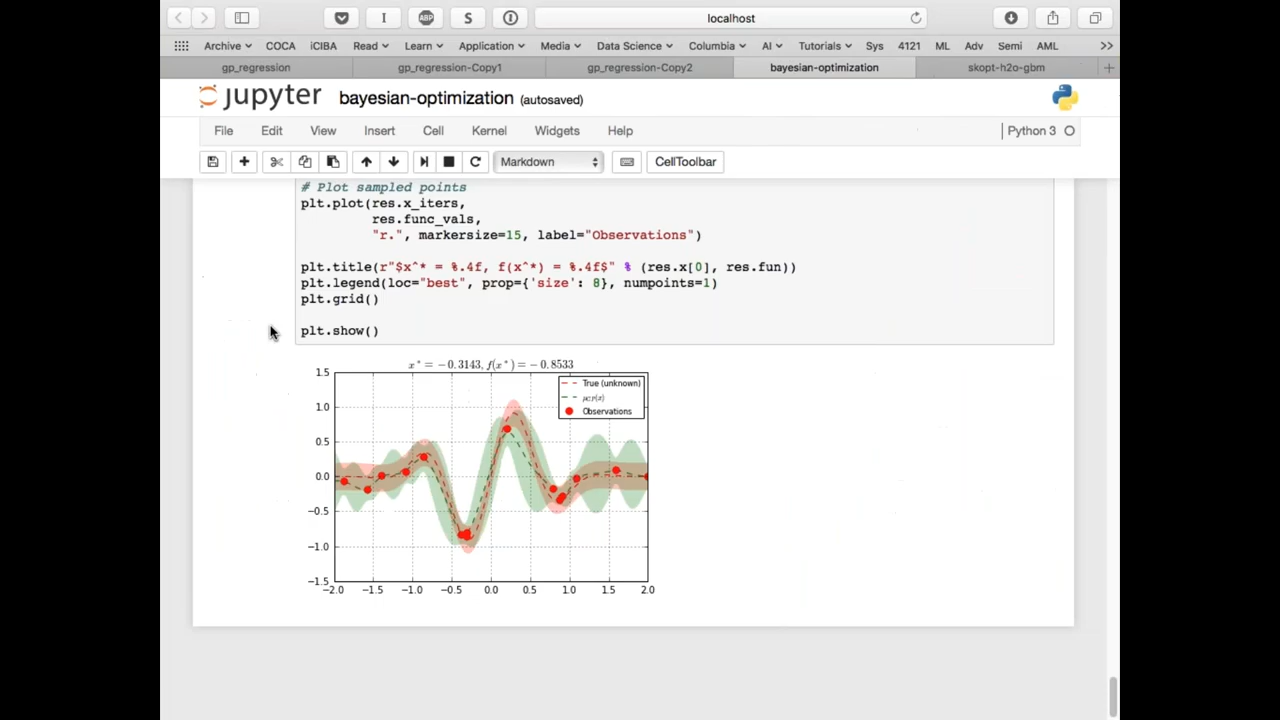 localhost
Archive COCA iCIBA Read Learn Application Media Data Science Columbia AI Tutorials Sys 4121 ML Adv Semi AML >>
gp_regression gp_regression-Copy1 gp_regression-Copy2 bayesian-optimization skopt-h2o-gbm +
jupyter bayesian-optimization (autosaved)
File Edit View Insert Cell Kernel Widgets Help Python 3
Markdown CellToolbar
# Plot sampled points
plt.plot(res.x_iters,
res.func_vals,
"r.", markersize=15, label="Observations")
plt.title(r"$x^* = %.4f, f(x^*) = %.4f$" % (res.x[0], res.fun))
plt.legend(loc="best", prop={'size': 8}, numpoints=1)
plt.grid()
plt.show()
x* = −0.3143, f(x*) = −0.8533
True (unknown)
μGP(x)
Observations
1.5
1.0
0.5
0.0
−0.5
−1.0
−1.5
−2.0 −1.5 −1.0 −0.5 0.0 0.5 1.0 1.5 2.0